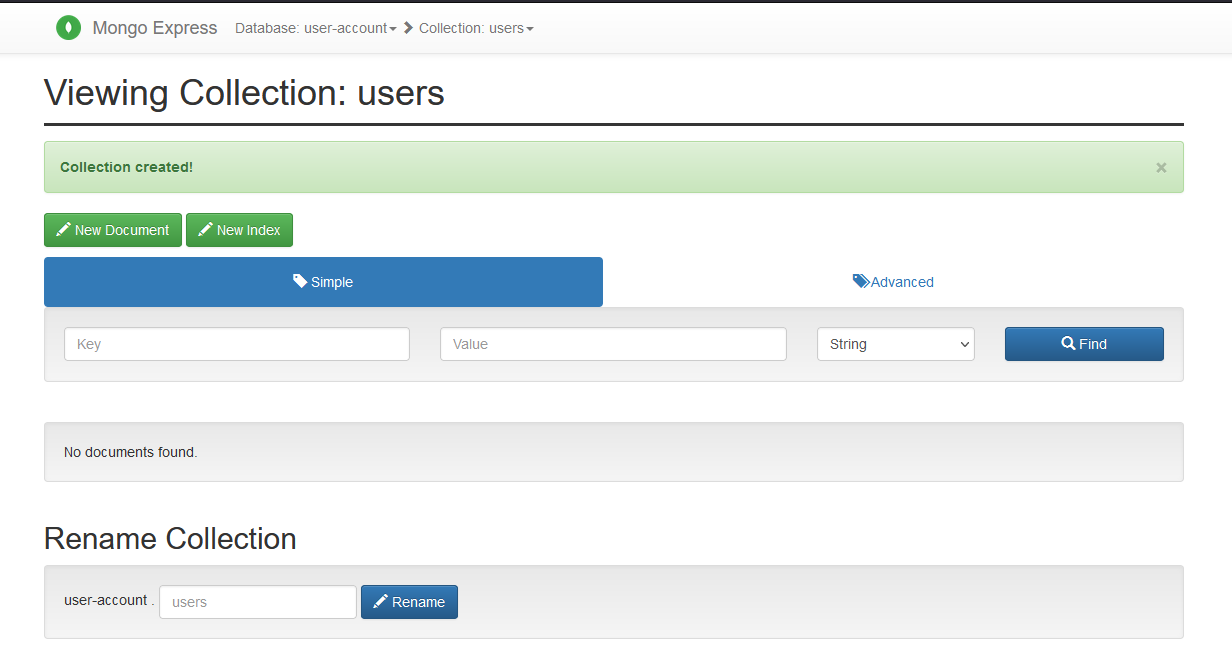 Mongo Express Database: user-account Collection: users
Viewing Collection: users
Collection created! ×
New Document New Index
Simple Advanced
Key Value String Find
No documents found.
Rename Collection
user-account . users Rename